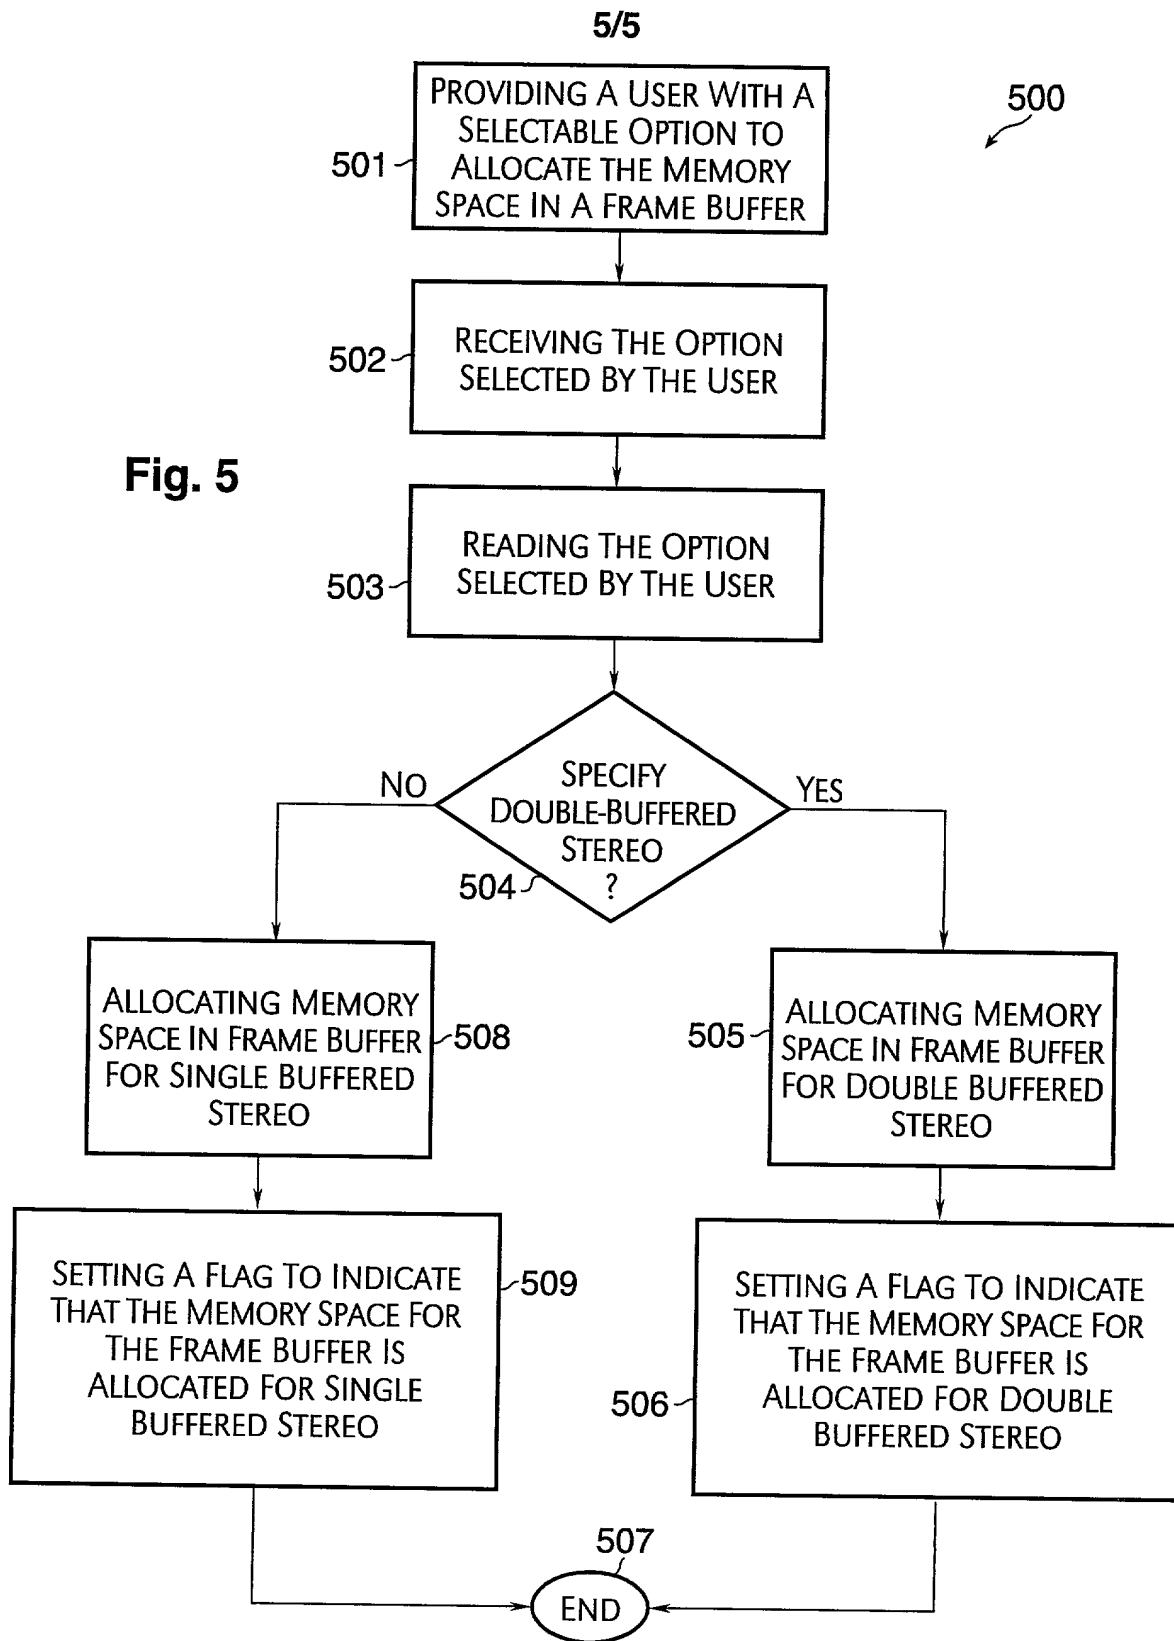 5/5
PROVIDING A USER WITH A
SELECTABLE OPTION TO
ALLOCATE THE MEMORY
SPACE IN A FRAME BUFFER
500
501
RECEIVING THE OPTION
SELECTED BY THE USER
502
Fig. 5
READING THE OPTION
SELECTED BY THE USER
503
NO
SPECIFY
DOUBLE-BUFFERED
STEREO
?
YES
504
ALLOCATING MEMORY
SPACE IN FRAME BUFFER
FOR SINGLE BUFFERED
STEREO
508
505
ALLOCATING MEMORY
SPACE IN FRAME BUFFER
FOR DOUBLE BUFFERED
STEREO
SETTING A FLAG TO INDICATE
THAT THE MEMORY SPACE FOR
THE FRAME BUFFER IS
ALLOCATED FOR SINGLE
BUFFERED STEREO
509
506
SETTING A FLAG TO INDICATE
THAT THE MEMORY SPACE FOR
THE FRAME BUFFER IS
ALLOCATED FOR DOUBLE
BUFFERED STEREO
507
END